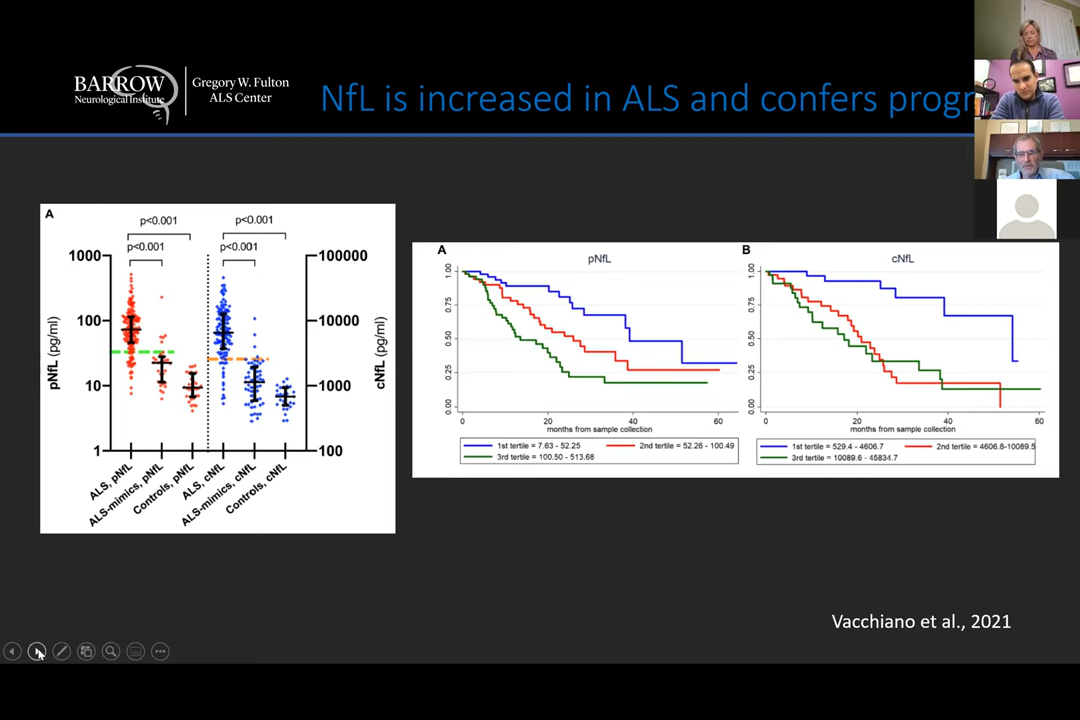 BARROW
Neurological Institute
Gregory W. Fulton
ALS Center
NfL is increased in ALS and confers progn
A
p<0.001
p<0.001
p<0.001
p<0.001
1000
100
10
1
pNfL (pg/ml)
100000
10000
1000
100
cNfL (pg/ml)
ALS, pNfL
ALS-mimics, pNfL
Controls, pNfL
ALS, cNfL
ALS-mimics, cNfL
Controls, cNfL
A
pNfL
1.00
0.75
0.50
0.25
0.00
0
20
40
60
months from sample collection
1st tertile = 7.63 - 52.25
2nd tertile = 52.26 - 100.49
3rd tertile = 100.50 - 513.68
B
cNfL
1.00
0.75
0.50
0.25
0.00
0
20
40
60
months from sample collection
1st tertile = 529.4 - 4606.7
2nd tertile = 4606.8-10089.5
3rd tertile = 10089.6 - 45834.7
Vacchiano et al., 2021